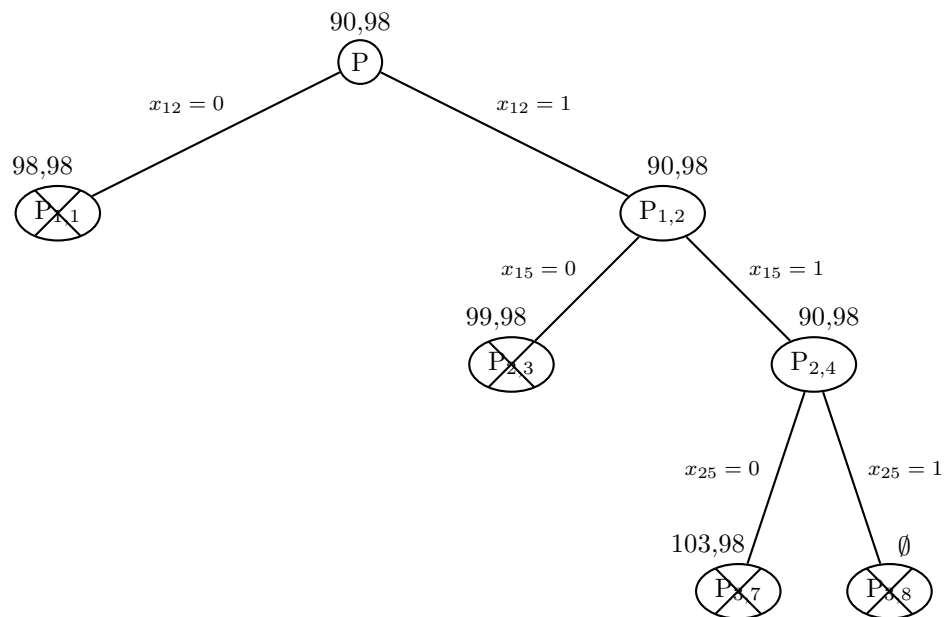 90,98
P
x₁₂ = 0
x₁₂ = 1
98,98
90,98
P₁,₁
P₁,₂
x₁₅ = 0
x₁₅ = 1
99,98
90,98
P₂,₃
P₂,₄
x₂₅ = 0
x₂₅ = 1
103,98
∅
P₃,₇
P₃,₈